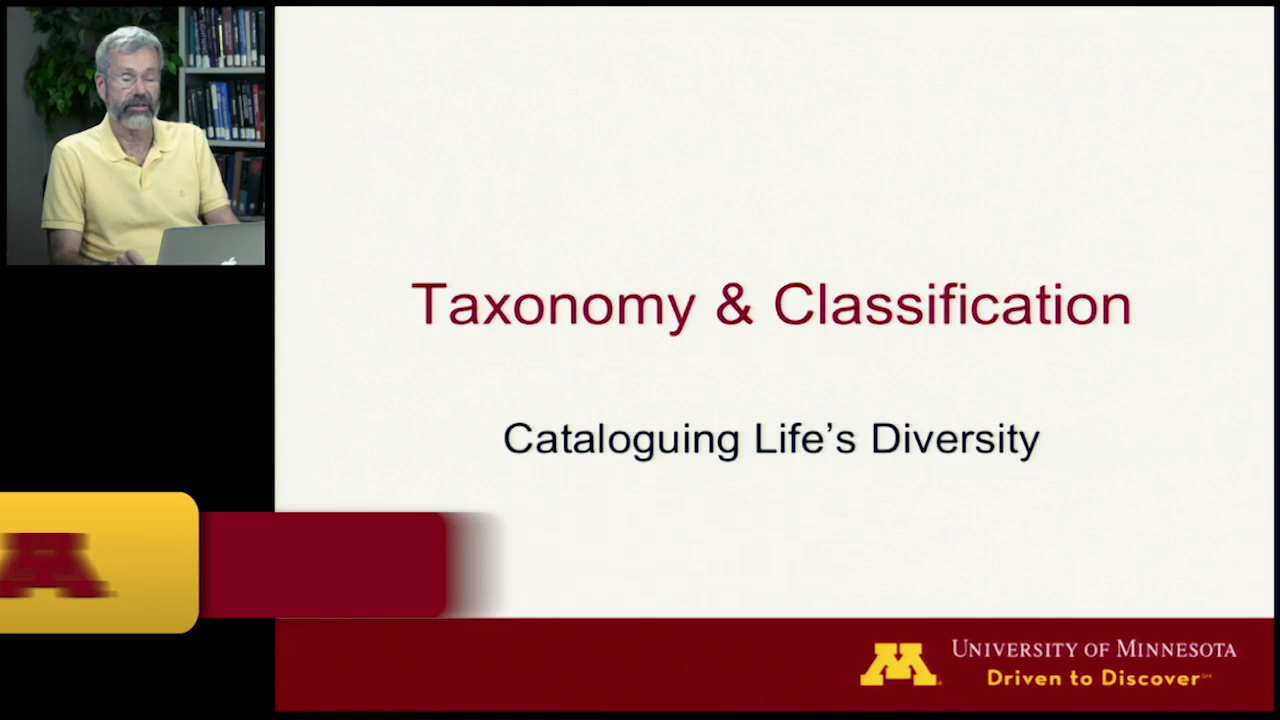 Taxonomy & Classification
Cataloguing Life's Diversity
UNIVERSITY OF MINNESOTA
Driven to Discover℠